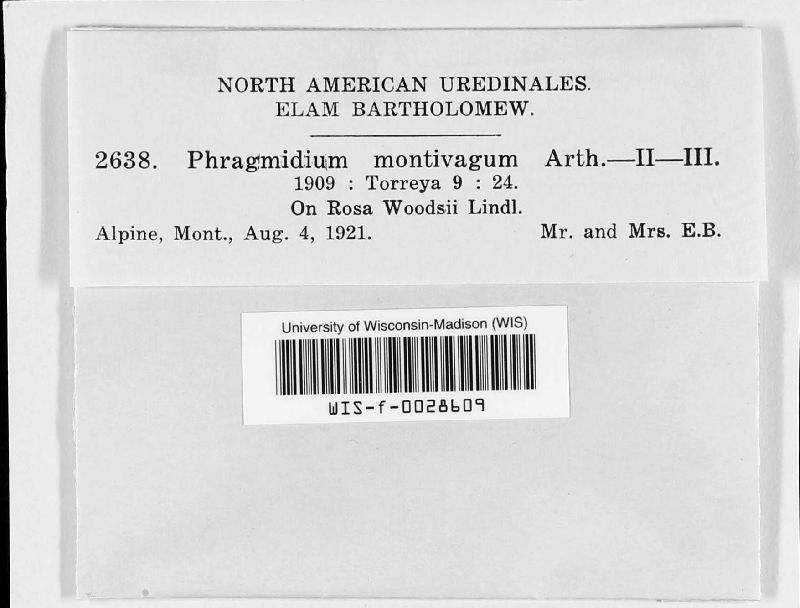 NORTH AMERICAN UREDINALES.
ELAM BARTHOLOMEW.
2638. Phragmidium montivagum Arth.—II—III.
1909 : Torreya 9 : 24.
On Rosa Woodsii Lindl.
Alpine, Mont., Aug. 4, 1921. Mr. and Mrs. E.B.
University of Wisconsin-Madison (WIS)
WIS-f-0028609